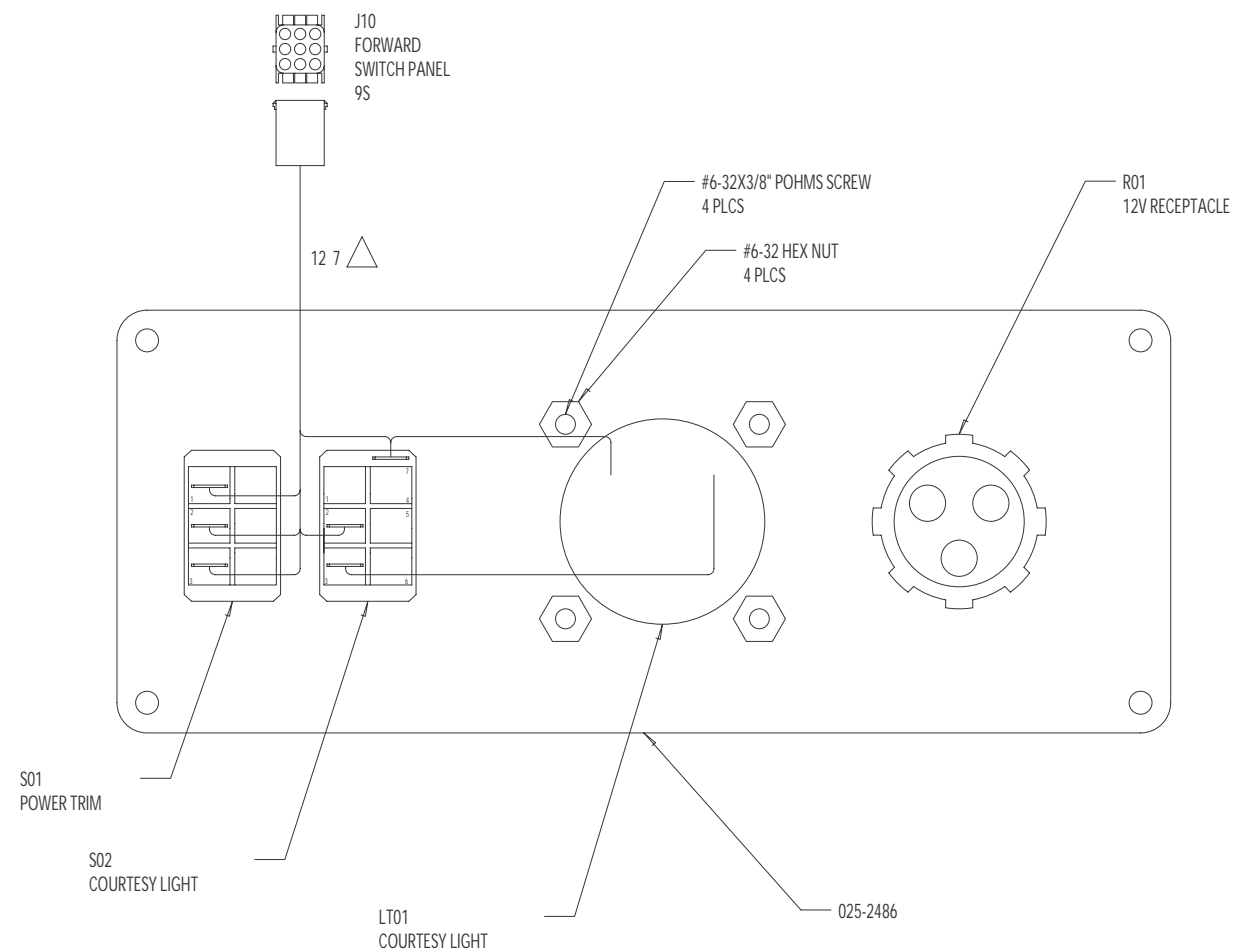 J10
FORWARD
SWITCH PANEL
9S
#6-32X3/8" POHMS SCREW
4 PLCS
R01
12V RECEPTACLE
#6-32 HEX NUT
4 PLCS
12 7
7
1
1
4
2
2
5
3
3
6
S01
POWER TRIM
S02
COURTESY LIGHT
LT01
COURTESY LIGHT
025-2486